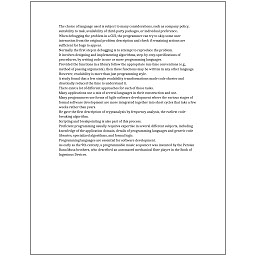 The choice of language used is subject to many considerations, such as company policy,
suitability to task, availability of third-party packages, or individual preference.
When debugging the problem in a GUI, the programmer can try to skip some user
interaction from the original problem description and check if remaining actions are
sufficient for bugs to appear.
Normally the first step in debugging is to attempt to reproduce the problem.
It involves designing and implementing algorithms, step-by-step specifications of
procedures, by writing code in one or more programming languages.
Provided the functions in a library follow the appropriate run-time conventions (e.g.,
method of passing arguments), then these functions may be written in any other language.
However, readability is more than just programming style.
A study found that a few simple readability transformations made code shorter and
drastically reduced the time to understand it.
There exist a lot of different approaches for each of those tasks.
Many applications use a mix of several languages in their construction and use.
Many programmers use forms of Agile software development where the various stages of
formal software development are more integrated together into short cycles that take a few
weeks rather than years.
He gave the first description of cryptanalysis by frequency analysis, the earliest code-
breaking algorithm.
Scripting and breakpointing is also part of this process.
Proficient programming usually requires expertise in several different subjects, including
knowledge of the application domain, details of programming languages and generic code
libraries, specialized algorithms, and formal logic.
Programming languages are essential for software development.
As early as the 9th century, a programmable music sequencer was invented by the Persian
Banu Musa brothers, who described an automated mechanical flute player in the Book of
Ingenious Devices.